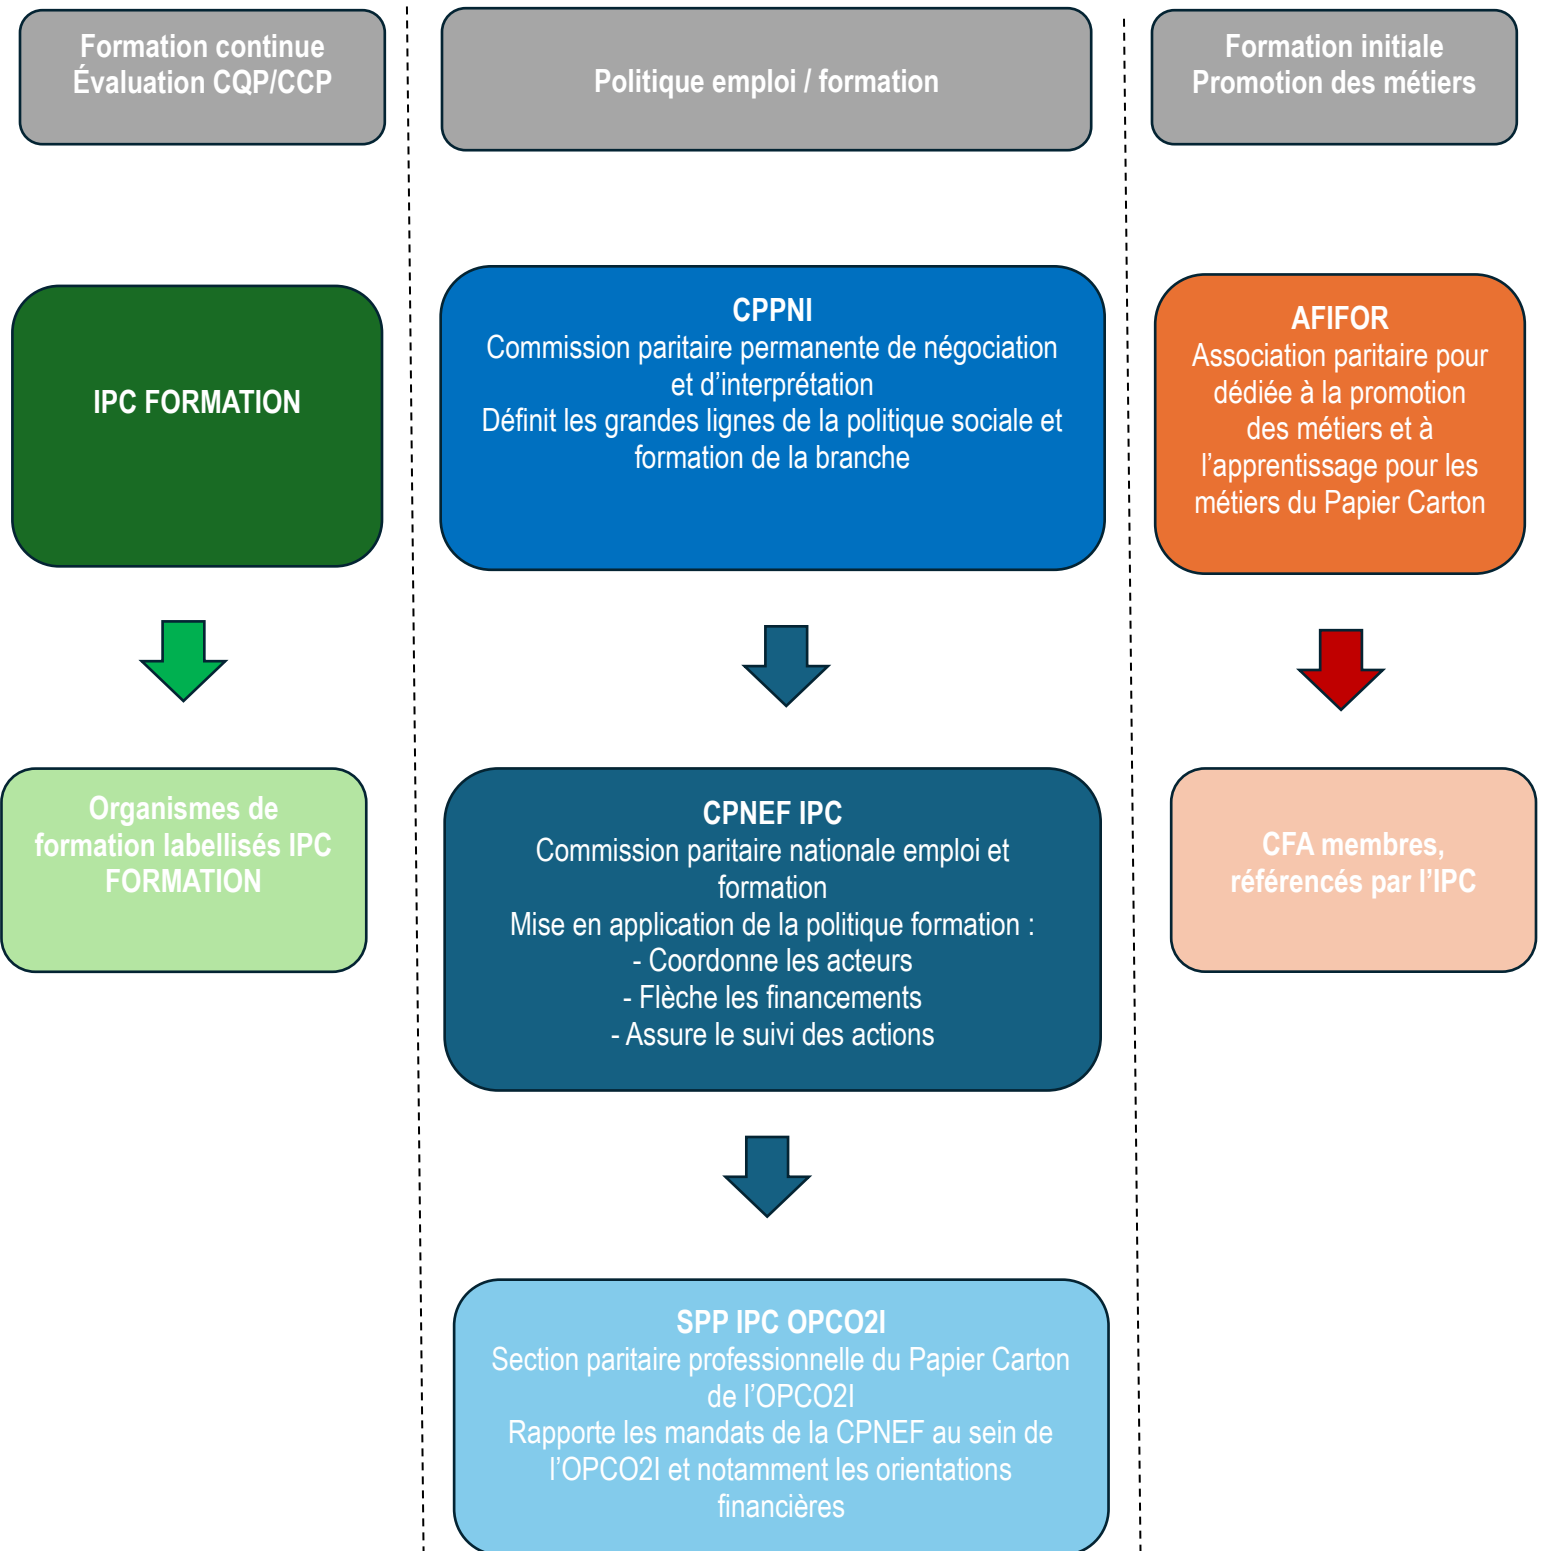 Formation continue
Évaluation CQP/CCP
Politique emploi / formation
Formation initiale
Promotion des métiers
IPC FORMATION
CPPNI
Commission paritaire permanente de négociation
et d’interprétation
Définit les grandes lignes de la politique sociale et
formation de la branche
AFIFOR
Association paritaire pour
dédiée à la promotion
des métiers et à
l’apprentissage pour les
métiers du Papier Carton
Organismes de
formation labellisés IPC
FORMATION
CPNEF IPC
Commission paritaire nationale emploi et
formation
Mise en application de la politique formation :
- Coordonne les acteurs
- Flèche les financements
- Assure le suivi des actions
CFA membres,
référencés par l’IPC
SPP IPC OPCO2I
Section paritaire professionnelle du Papier Carton
de l’OPCO2I
Rapporte les mandats de la CPNEF au sein de
l’OPCO2I et notamment les orientations
financières